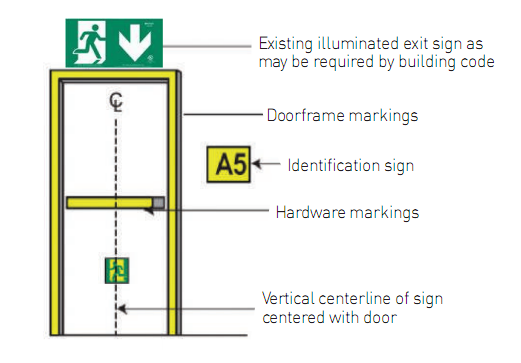 Existing illuminated exit sign as
may be required by building code
℄
Doorframe markings
A5
Identification sign
Hardware markings
Vertical centerline of sign
centered with door